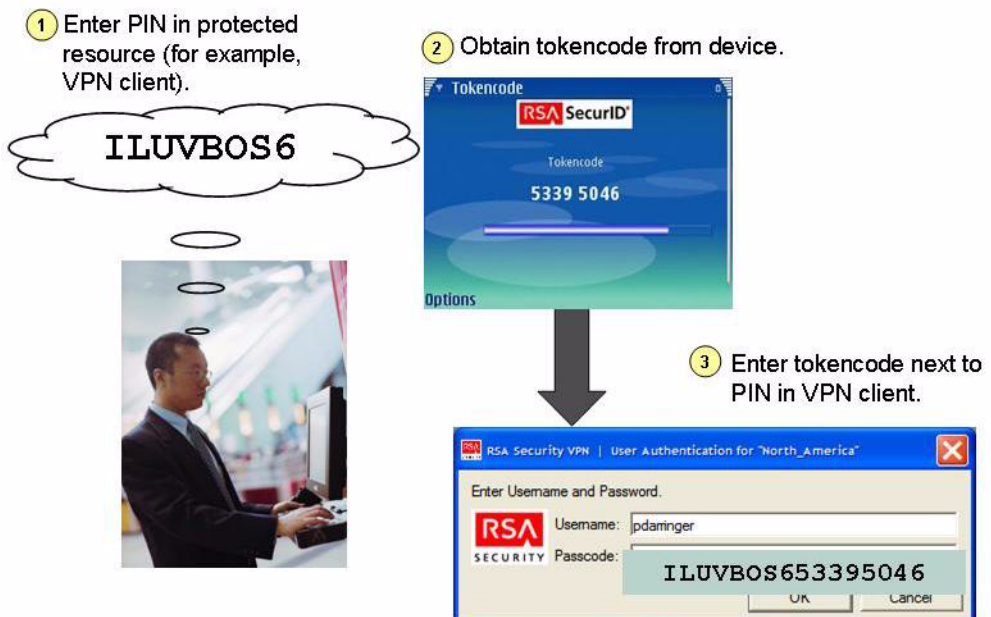 1 Enter PIN in protected
resource (for example,
VPN client).
ILUVBOS6
2 Obtain tokencode from device.
Tokencode
RSA SecurID®
Tokencode
5339 5046
Options
3 Enter tokencode next to
PIN in VPN client.
RSA Security VPN | User Authentication for "North_America"
Enter Username and Password.
RSA
SECURITY
Username: pdarringer
Passcode:
ILUVBOS653395046
OK Cancel